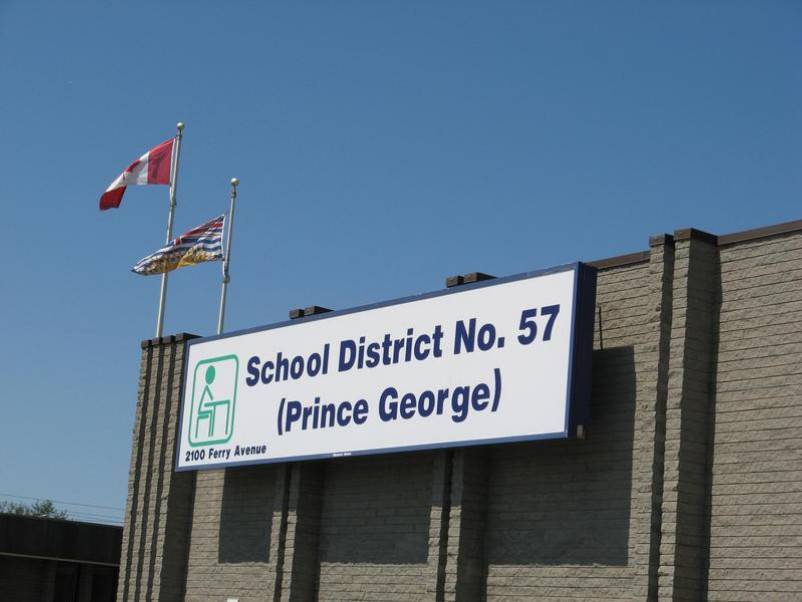 School District No. 57
(Prince George)
2100 Ferry Avenue